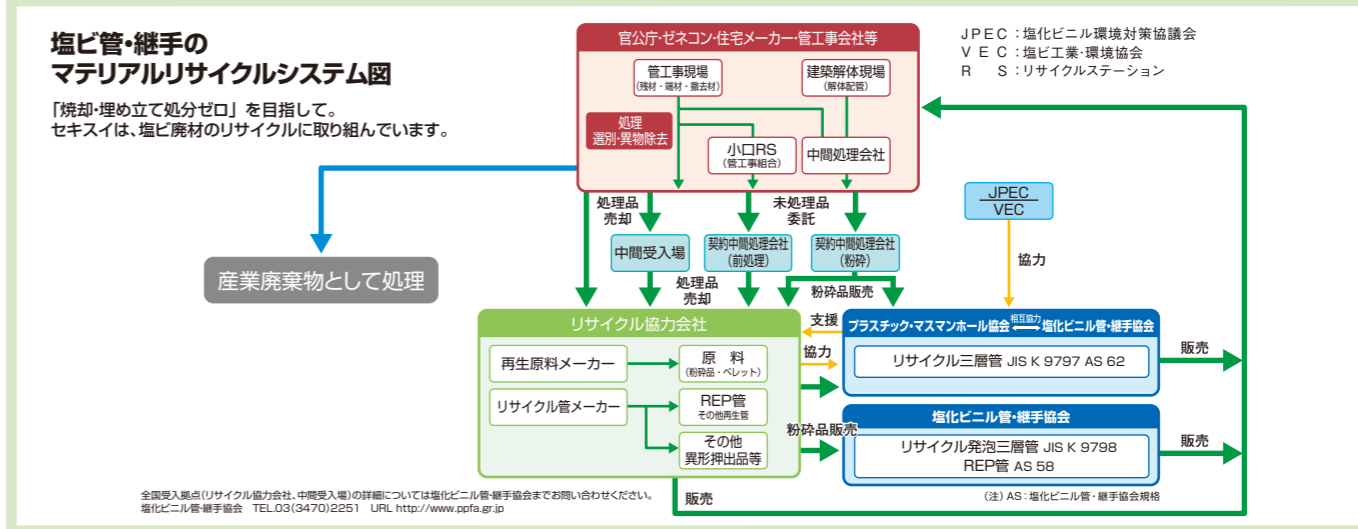 塩ビ管・継手の
マテリアルリサイクルシステム図
「焼却・埋め立て処分ゼロ」を目指して。
セキスイは、塩ビ廃材のリサイクルに取り組んでいます。
官公庁・ゼネコン・住宅メーカー・管工事会社等
JPEC：塩化ビニル環境対策協議会
VEC：塩ビ工業・環境協会
RS：リサイクルステーション
管工事現場
(残材・端材・撤去材)
建築解体現場
(解体配管)
処理
選別・異物除去
小口RS
(管工事組合)
中間処理会社
処理品
売却
未処理品
委託
JPEC
VEC
協力
中間受入場
契約中間処理会社
(前処理)
契約中間処理会社
(粉砕)
産業廃棄物として処理
処理品
売却
粉砕品販売
リサイクル協力会社
支援
協力
プラスチック・マスマンホール協会 相互協力 塩化ビニル管・継手協会
リサイクル三層管 JIS K 9797 AS 62
販売
再生原料メーカー
原 料
(粉砕品・ペレット)
リサイクル管メーカー
REP管
その他再生管
その他
異形押出品等
粉砕品販売
塩化ビニル管・継手協会
リサイクル発泡三層管 JIS K 9798
REP管 AS 58
販売
販売
(注) AS：塩化ビニル管・継手協会規格
全国受入拠点(リサイクル協力会社、中間受入場)の詳細については塩化ビニル管・継手協会までお問い合わせください。
塩化ビニル管・継手協会 TEL.03(3470)2251 URL http://www.ppfa.gr.jp